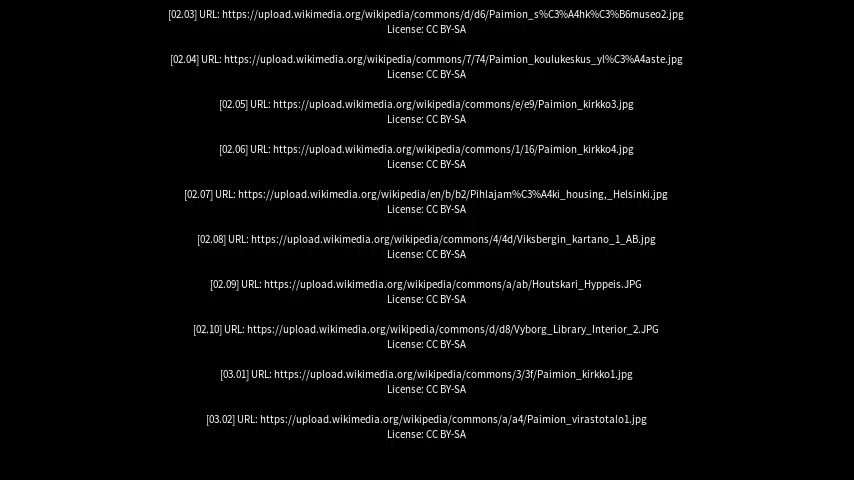 [02.03] URL: https://upload.wikimedia.org/wikipedia/commons/d/d6/Paimion_s%C3%A4hk%C3%B6museo2.jpg
License: CC BY-SA
[02.04] URL: https://upload.wikimedia.org/wikipedia/commons/7/74/Paimion_koulukeskus_yl%C3%A4aste.jpg
License: CC BY-SA
[02.05] URL: https://upload.wikimedia.org/wikipedia/commons/e/e9/Paimion_kirkko3.jpg
License: CC BY-SA
[02.06] URL: https://upload.wikimedia.org/wikipedia/commons/1/16/Paimion_kirkko4.jpg
License: CC BY-SA
[02.07] URL: https://upload.wikimedia.org/wikipedia/en/b/b2/Pihlajam%C3%A4ki_housing,_Helsinki.jpg
License: CC BY-SA
[02.08] URL: https://upload.wikimedia.org/wikipedia/commons/4/4d/Viksbergin_kartano_1_AB.jpg
License: CC BY-SA
[02.09] URL: https://upload.wikimedia.org/wikipedia/commons/a/ab/Houtskari_Hyppeis.JPG
License: CC BY-SA
[02.10] URL: https://upload.wikimedia.org/wikipedia/commons/d/d8/Vyborg_Library_Interior_2.JPG
License: CC BY-SA
[03.01] URL: https://upload.wikimedia.org/wikipedia/commons/3/3f/Paimion_kirkko1.jpg
License: CC BY-SA
[03.02] URL: https://upload.wikimedia.org/wikipedia/commons/a/a4/Paimion_virastotalo1.jpg
License: CC BY-SA